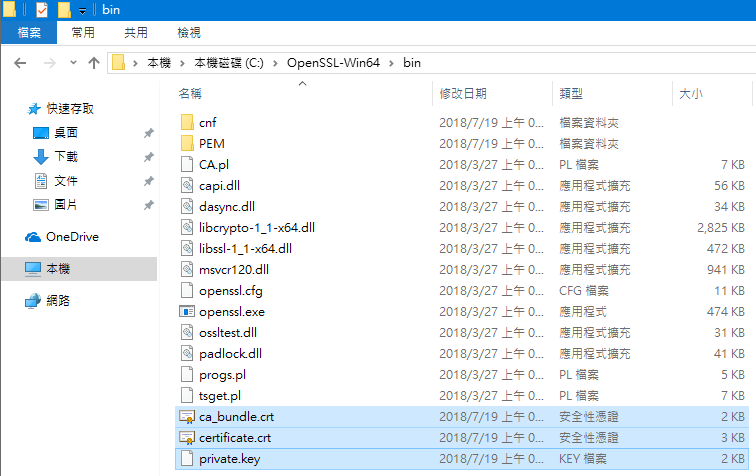 bin
檔案 常用 共用 檢視
本機 本機磁碟 (C:) OpenSSL-Win64 bin
名稱 修改日期 類型 大小
快速存取
桌面
下載
文件
圖片
OneDrive
本機
網路
cnf 2018/7/19 上午 0... 檔案資料夾
PEM 2018/7/19 上午 0... 檔案資料夾
CA.pl 2018/3/27 上午 0... PL 檔案 7 KB
capi.dll 2018/3/27 上午 0... 應用程式擴充 56 KB
dasync.dll 2018/3/27 上午 0... 應用程式擴充 34 KB
libcrypto-1_1-x64.dll 2018/3/27 上午 0... 應用程式擴充 2,825 KB
libssl-1_1-x64.dll 2018/3/27 上午 0... 應用程式擴充 472 KB
msvcr120.dll 2018/3/27 上午 0... 應用程式擴充 941 KB
openssl.cfg 2018/3/27 上午 0... CFG 檔案 11 KB
openssl.exe 2018/3/27 上午 0... 應用程式 474 KB
ossltest.dll 2018/3/27 上午 0... 應用程式擴充 31 KB
padlock.dll 2018/3/27 上午 0... 應用程式擴充 41 KB
progs.pl 2018/3/27 上午 0... PL 檔案 5 KB
tsget.pl 2018/3/27 上午 0... PL 檔案 7 KB
ca_bundle.crt 2018/7/19 上午 0... 安全性憑證 2 KB
certificate.crt 2018/7/19 上午 0... 安全性憑證 3 KB
private.key 2018/7/19 上午 0... KEY 檔案 2 KB